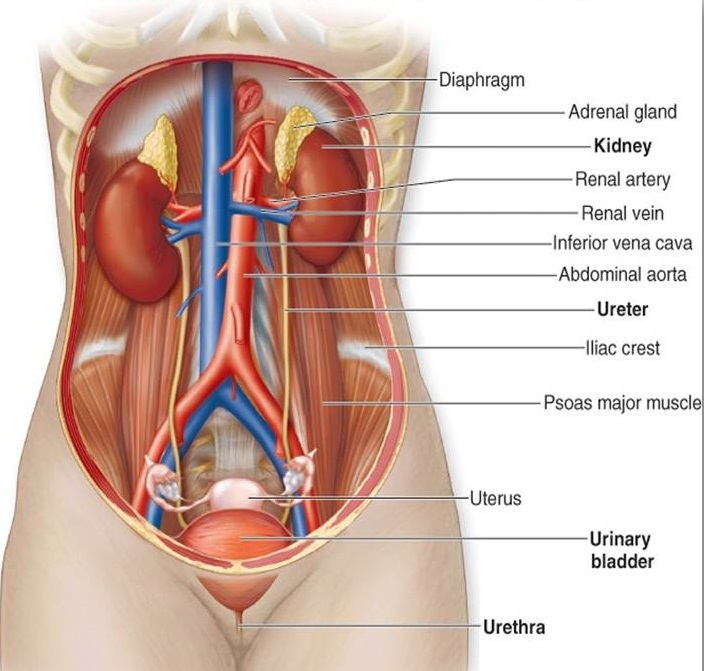 Diaphragm
Adrenal gland
Kidney
Renal artery
Renal vein
Inferior vena cava
Abdominal aorta
Ureter
Iliac crest
Psoas major muscle
Uterus
Urinary
bladder
Urethra